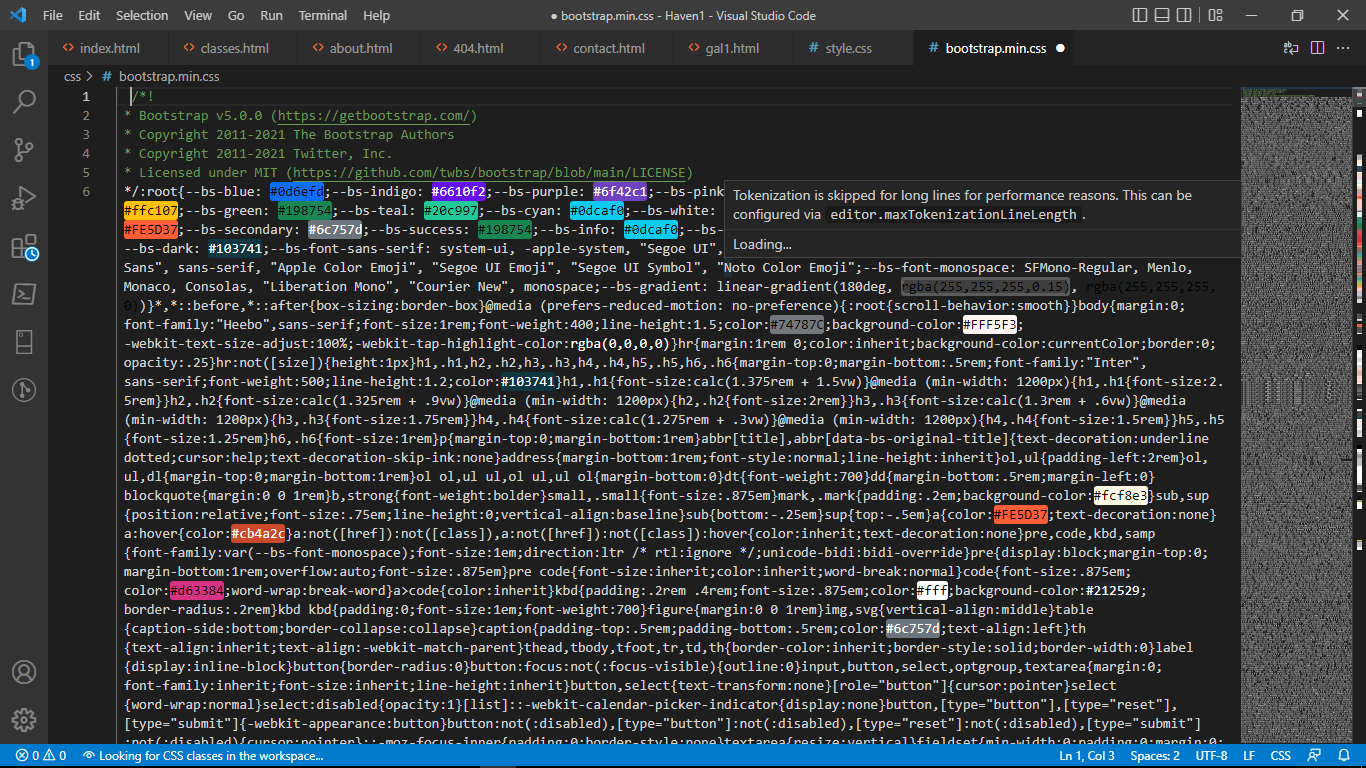 File Edit Selection View Go Run Terminal Help
● bootstrap.min.css - Haven1 - Visual Studio Code
index.html classes.html about.html 404.html contact.html gal1.html style.css bootstrap.min.css
css > # bootstrap.min.css
1 /*!
2 * Bootstrap v5.0.0 (https://getbootstrap.com/)
3 * Copyright 2011-2021 The Bootstrap Authors
4 * Copyright 2011-2021 Twitter, Inc.
5 * Licensed under MIT (https://github.com/twbs/bootstrap/blob/main/LICENSE)
6 */:root{--bs-blue: #0d6efd;--bs-indigo: #6610f2;--bs-purple: #6f42c1;--bs-pink
#ffc107;--bs-green: #198754;--bs-teal: #20c997;--bs-cyan: #0dcaf0;--bs-white:
#FE5D37;--bs-secondary: #6c757d;--bs-success: #198754;--bs-info: #0dcaf0;--bs-
--bs-dark: #103741;--bs-font-sans-serif: system-ui, -apple-system, "Segoe UI",
Tokenization is skipped for long lines for performance reasons. This can be
configured via editor.maxTokenizationLineLength.
Loading...
Sans", sans-serif, "Apple Color Emoji", "Segoe UI Emoji", "Segoe UI Symbol", "Noto Color Emoji";--bs-font-monospace: SFMono-Regular, Menlo,
Monaco, Consolas, "Liberation Mono", "Courier New", monospace;--bs-gradient: linear-gradient(180deg, rgba(255,255,255,0.15), rgba(255,255,255,
0))}*,*::before,*::after{box-sizing:border-box}@media (prefers-reduced-motion: no-preference){:root{scroll-behavior:smooth}}body{margin:0;
font-family:"Heebo",sans-serif;font-size:1rem;font-weight:400;line-height:1.5;color:#74787C;background-color:#FFF5F3;
-webkit-text-size-adjust:100%;-webkit-tap-highlight-color:rgba(0,0,0,0)}hr{margin:1rem 0;color:inherit;background-color:currentColor;border:0;
opacity:.25}hr:not([size]){height:1px}h1,.h1,h2,.h2,h3,.h3,h4,.h4,h5,.h5,h6,.h6{margin-top:0;margin-bottom:.5rem;font-family:"Inter",
sans-serif;font-weight:500;line-height:1.2;color:#103741}h1,.h1{font-size:calc(1.375rem + 1.5vw)}@media (min-width: 1200px){h1,.h1{font-size:2.
5rem}}h2,.h2{font-size:calc(1.325rem + .9vw)}@media (min-width: 1200px){h2,.h2{font-size:2rem}}h3,.h3{font-size:calc(1.3rem + .6vw)}@media
(min-width: 1200px){h3,.h3{font-size:1.75rem}}h4,.h4{font-size:calc(1.275rem + .3vw)}@media (min-width: 1200px){h4,.h4{font-size:1.5rem}}h5,.h5
{font-size:1.25rem}h6,.h6{font-size:1rem}p{margin-top:0;margin-bottom:1rem}abbr[title],abbr[data-bs-original-title]{text-decoration:underline
dotted;cursor:help;text-decoration-skip-ink:none}address{margin-bottom:1rem;font-style:normal;line-height:inherit}ol,ul{padding-left:2rem}ol,
ul,dl{margin-top:0;margin-bottom:1rem}ol ol,ul ul,ol ul,ul ol{margin-bottom:0}dt{font-weight:700}dd{margin-bottom:.5rem;margin-left:0}
blockquote{margin:0 0 1rem}b,strong{font-weight:bolder}small,.small{font-size:.875em}mark,.mark{padding:.2em;background-color:#fcf8e3}sub,sup
{position:relative;font-size:.75em;line-height:0;vertical-align:baseline}sub{bottom:-.25em}sup{top:-.5em}a{color:#FE5D37;text-decoration:none}
a:hover{color:#cb4a2c}a:not([href]):not([class]),a:not([href]):not([class]):hover{color:inherit;text-decoration:none}pre,code,kbd,samp
{font-family:var(--bs-font-monospace);font-size:1em;direction:ltr /* rtl:ignore */;unicode-bidi:bidi-override}pre{display:block;margin-top:0;
margin-bottom:1rem;overflow:auto;font-size:.875em}pre code{font-size:inherit;color:inherit;word-break:normal}code{font-size:.875em;
color:#d63384;word-wrap:break-word}a>code{color:inherit}kbd{padding:.2rem .4rem;font-size:.875em;color:#fff;background-color:#212529;
border-radius:.2rem}kbd kbd{padding:0;font-size:1em;font-weight:700}figure{margin:0 0 1rem}img,svg{vertical-align:middle}table
{caption-side:bottom;border-collapse:collapse}caption{padding-top:.5rem;padding-bottom:.5rem;color:#6c757d;text-align:left}th
{text-align:inherit;text-align:-webkit-match-parent}thead,tbody,tfoot,tr,td,th{border-color:inherit;border-style:solid;border-width:0}label
{display:inline-block}button{border-radius:0}button:focus:not(:focus-visible){outline:0}input,button,select,optgroup,textarea{margin:0;
font-family:inherit;font-size:inherit;line-height:inherit}button,select{text-transform:none}[role="button"]{cursor:pointer}select
{word-wrap:normal}select:disabled{opacity:1}[list]::-webkit-calendar-picker-indicator{display:none}button,[type="button"],[type="reset"],
[type="submit"]{-webkit-appearance:button}button:not(:disabled),[type="button"]:not(:disabled),[type="reset"]:not(:disabled),[type="submit"]
:not(:disabled){cursor:pointer}::-moz-focus-inner{padding:0;border-style:none}textarea{resize:vertical}fieldset{min-width:0;padding:0;margin:0;
0 0 Looking for CSS classes in the workspace... Ln 1, Col 3 Spaces: 2 UTF-8 LF CSS